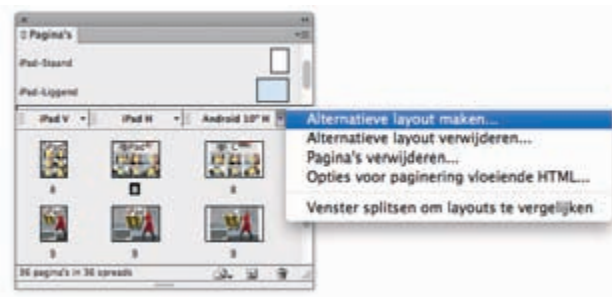 Pagina's
iPad-Staand
iPad-Liggend
iPad V
iPad H
Android 10" H
8
8
8
9
9
9
36 pagina's in 36 spreads
Alternatieve layout maken...
Alternatieve layout verwijderen...
Pagina's verwijderen...
Opties voor paginering vloeiende HTML...
Venster splitsen om layouts te vergelijken